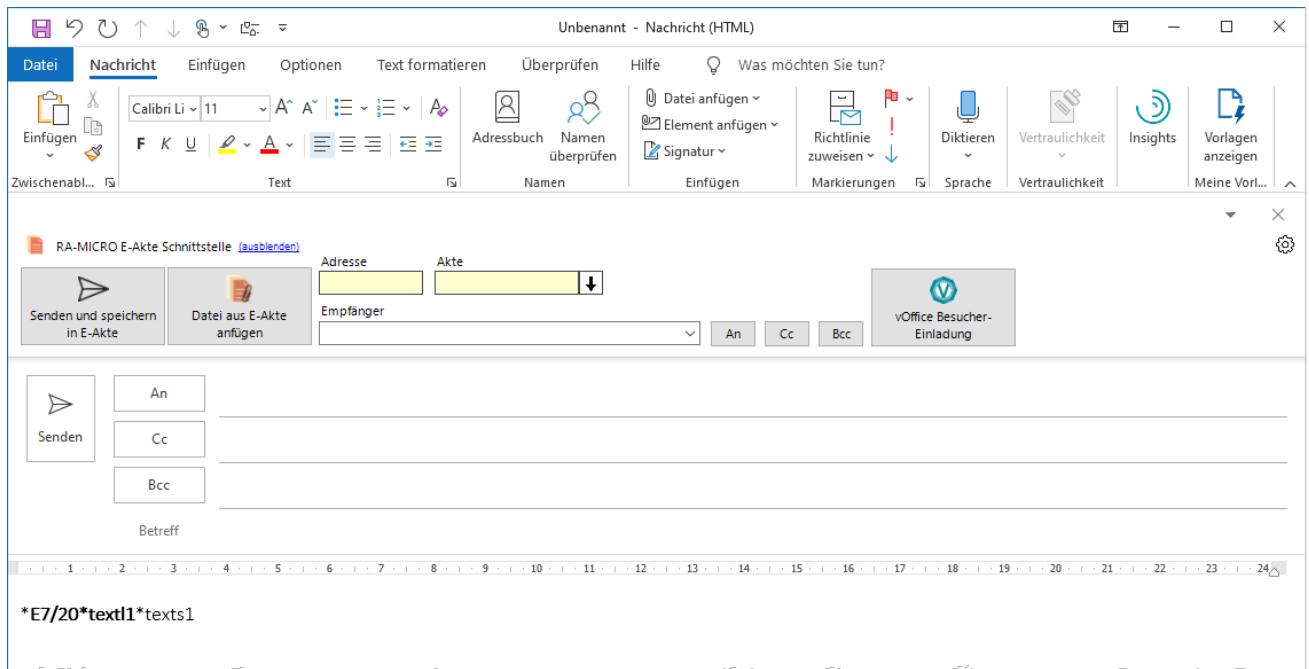 Unbenannt - Nachricht (HTML)
Datei Nachricht Einfügen Optionen Text formatieren Überprüfen Hilfe Was möchten Sie tun?
Einfügen
Calibri Li 11
F K U
Adressbuch
Namen überprüfen
Datei anfügen
Element anfügen
Signatur
Richtlinie zuweisen
Diktieren
Vertraulichkeit
Insights
Vorlagen anzeigen
Zwischenabl... Text Namen Einfügen Markierungen Sprache Vertraulichkeit Meine Vorl...
RA-MICRO E-Akte Schnittstelle (ausblenden)
Senden und speichern
in E-Akte
Datei aus E-Akte
anfügen
Adresse Akte
Empfänger
An Cc Bcc
vOffice Besucher-
Einladung
Senden
An
Cc
Bcc
Betreff
1 2 3 4 5 6 7 8 9 10 11 12 13 14 15 16 17 18 19 20 21 22 23 24
*E7/20*textl1*texts1